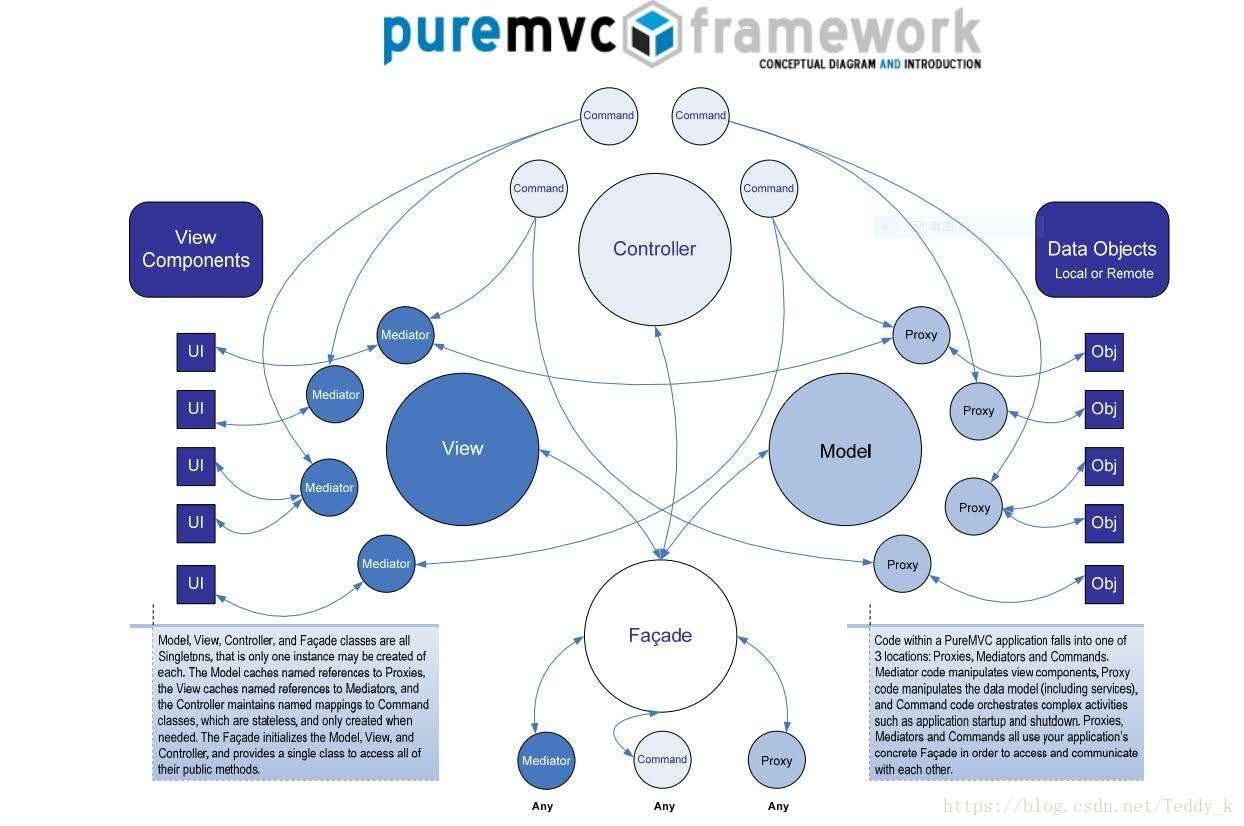 puremvc framework
CONCEPTUAL DIAGRAM AND INTRODUCTION
Command
Command
Command
Command
Controller
View
Components
Data Objects
Local or Remote
Mediator
Proxy
UI
Obj
Mediator
Proxy
UI
Obj
View
Model
UI
Obj
Mediator
Proxy
UI
Obj
Mediator
Proxy
UI
Obj
Façade
Model, View, Controller, and Façade classes are all
Singletons, that is only one instance may be created of
each. The Model caches named references to Proxies,
the View caches named references to Mediators, and
the Controller maintains named mappings to Command
classes, which are stateless, and only created when
needed. The Façade initializes the Model, View, and
Controller, and provides a single class to access all of
their public methods.
Code within a PureMVC application falls into one of
3 locations: Proxies, Mediators and Commands.
Mediator code manipulates view components, Proxy
code manipulates the data model (including services),
and Command code orchestrates complex activities
such as application startup and shutdown. Proxies,
Mediators and Commands all use your application's
concrete Façade in order to access and communicate
with each other.
Mediator
Command
Proxy
Any
Any
Any
https://blog.csdn.net/Teddy_k